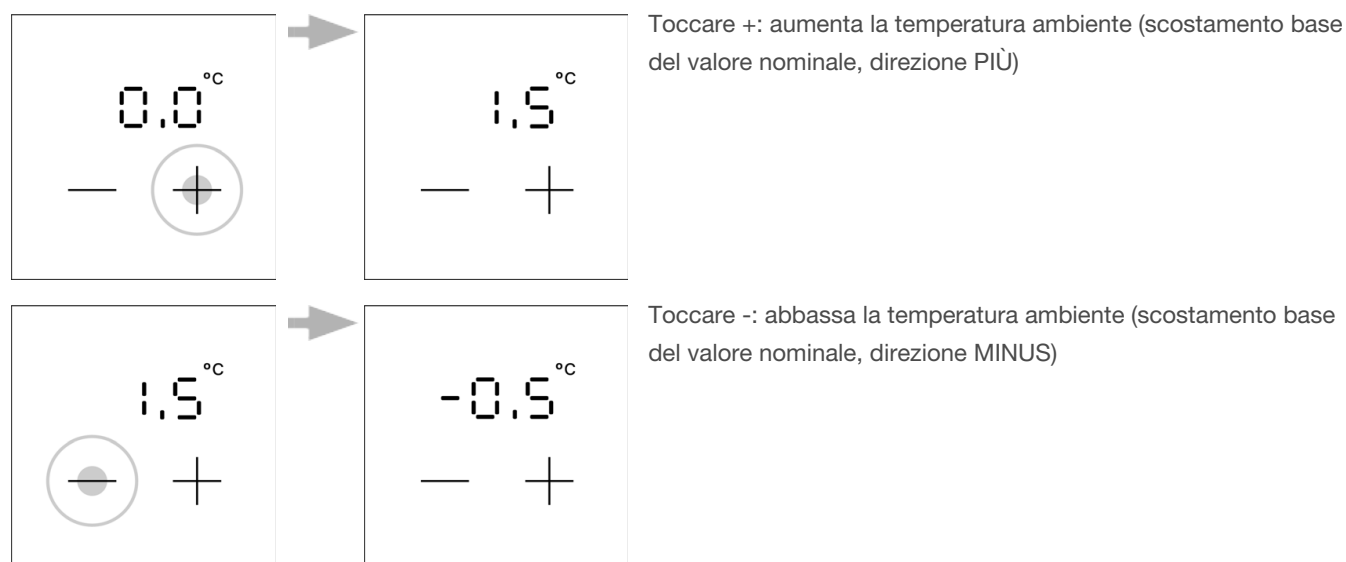 Toccare +: aumenta la temperatura ambiente (scostamento base
del valore nominale, direzione PIÙ)
0.0 °C
− +
1.5 °C
− +
Toccare -: abbassa la temperatura ambiente (scostamento base
del valore nominale, direzione MINUS)
1.5 °C
− +
-0.5 °C
− +